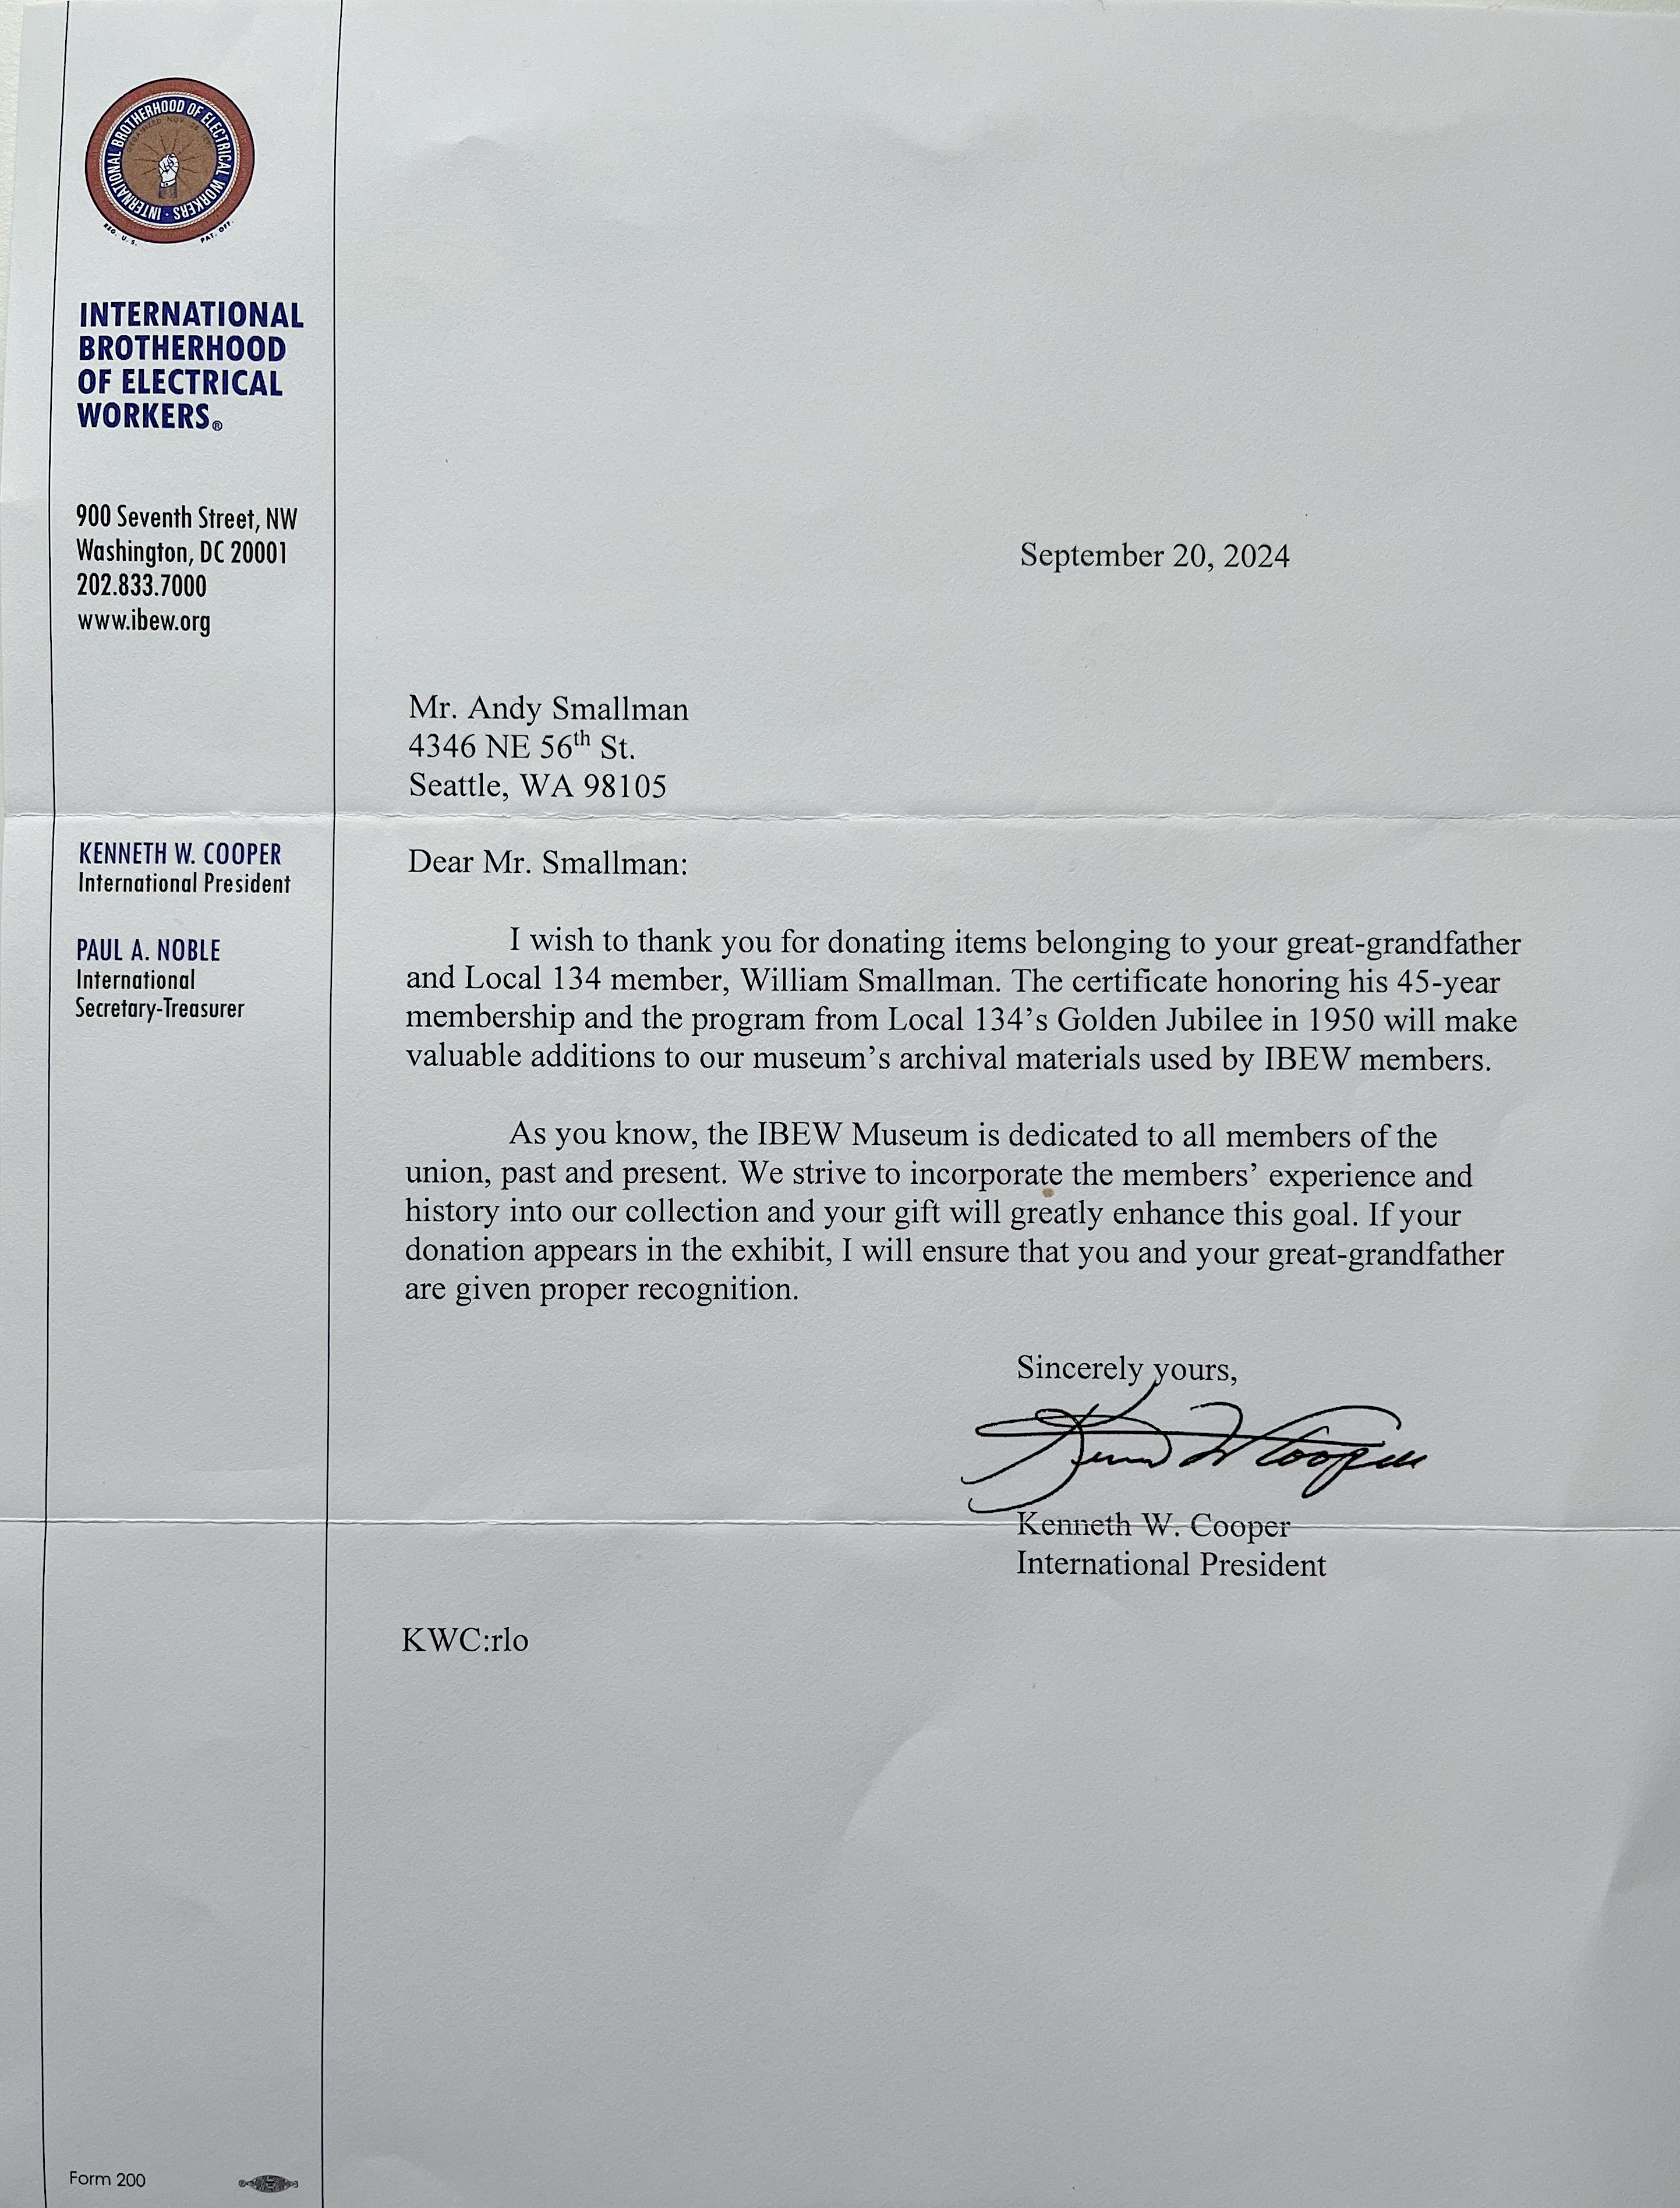 INTERNATIONAL BROTHERHOOD OF ELECTRICAL WORKERS
ORGANIZED NOV. 28, 1891
REG. U.S. PAT. OFF.
INTERNATIONAL
BROTHERHOOD
OF ELECTRICAL
WORKERS®
900 Seventh Street, NW
Washington, DC 20001
202.833.7000
www.ibew.org
KENNETH W. COOPER
International President
PAUL A. NOBLE
International
Secretary-Treasurer
September 20, 2024
Mr. Andy Smallman
4346 NE 56th St.
Seattle, WA 98105
Dear Mr. Smallman:
I wish to thank you for donating items belonging to your great-grandfather
and Local 134 member, William Smallman. The certificate honoring his 45-year
membership and the program from Local 134’s Golden Jubilee in 1950 will make
valuable additions to our museum’s archival materials used by IBEW members.
As you know, the IBEW Museum is dedicated to all members of the
union, past and present. We strive to incorporate the members’ experience and
history into our collection and your gift will greatly enhance this goal. If your
donation appears in the exhibit, I will ensure that you and your great-grandfather
are given proper recognition.
Sincerely yours,
Kenneth W. Cooper
Kenneth W. Cooper
International President
KWC:rlo
Form 200